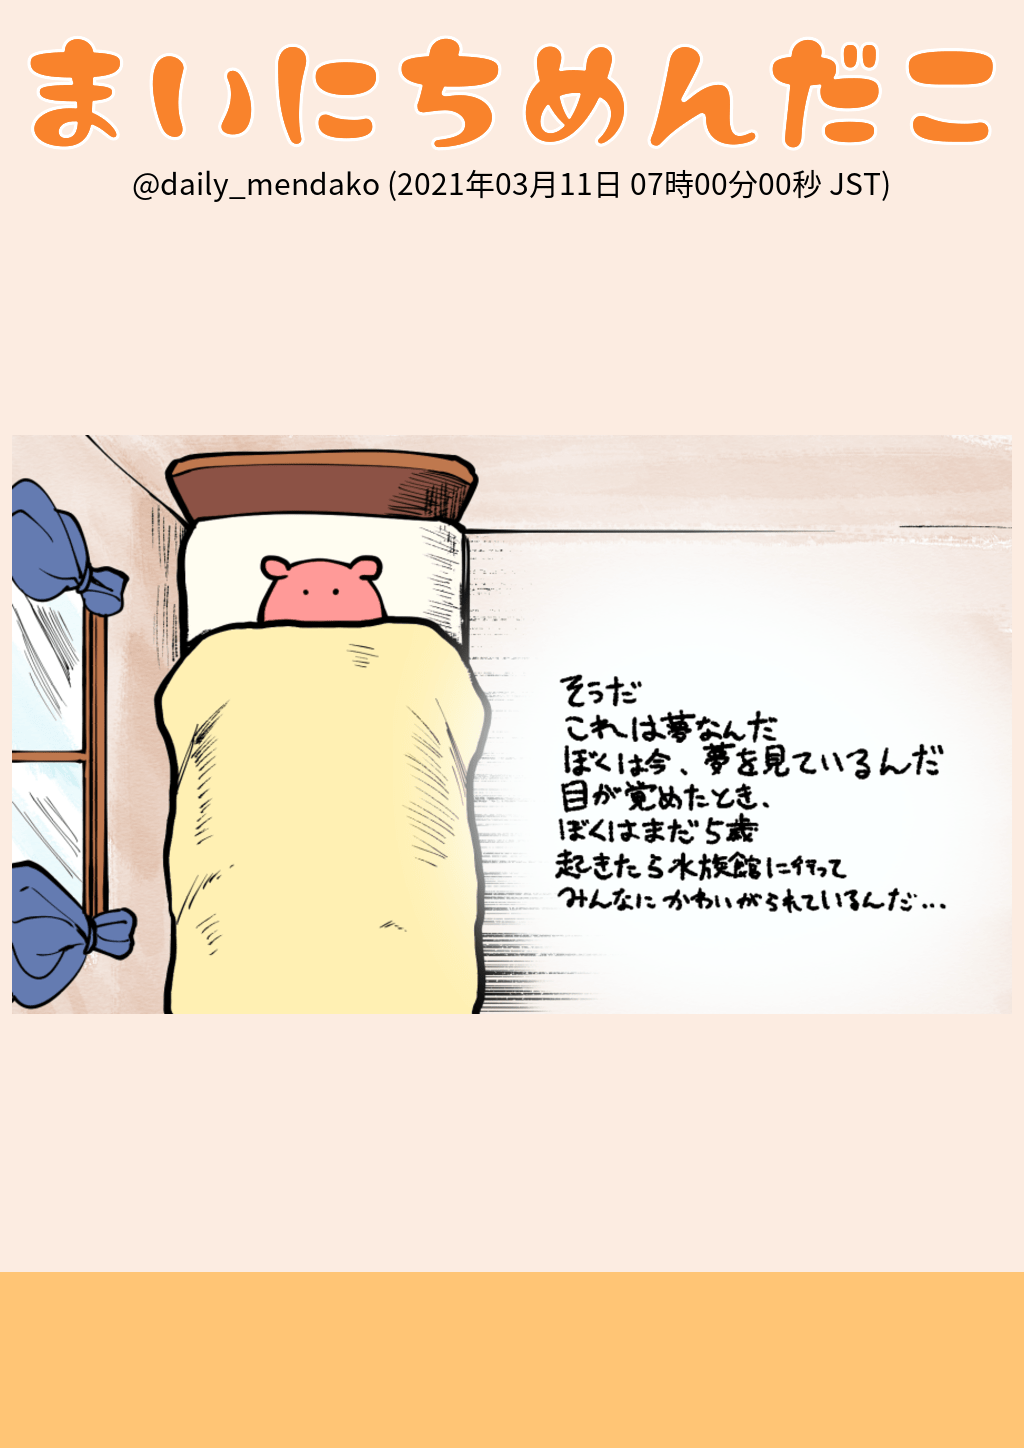 まいにちめんだこ
@daily_mendako (2021年03月11日 07時00分00秒 JST)
そうだ
これは夢なんだ
ぼくは今、夢を見ているんだ
目が覚めたとき、
ぼくはまだ5歳
起きたら水族館に行って
みんなにかわいがられているんだ…